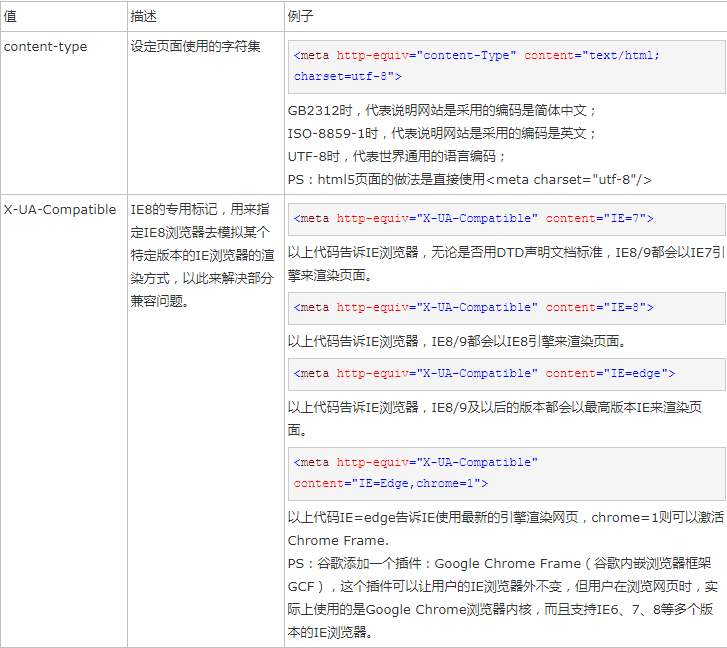 值 描述 例子
content-type 设定页面使用的字符集
<meta http-equiv="content-Type" content="text/html;
charset=utf-8">
GB2312时，代表说明网站是采用的编码是简体中文；
ISO-8859-1时，代表说明网站是采用的编码是英文；
UTF-8时，代表世界通用的语言编码；
PS：html5页面的做法是直接使用<meta charset="utf-8"/>
X-UA-Compatible
IE8的专用标记，用来指
定IE8浏览器去模拟某个
特定版本的IE浏览器的渲
染方式，以此来解决部分
兼容问题。
<meta http-equiv="X-UA-Compatible" content="IE=7">
以上代码告诉IE浏览器，无论是否用DTD声明文档标准，IE8/9都会以IE7引
擎来渲染页面。
<meta http-equiv="X-UA-Compatible" content="IE=8">
以上代码告诉IE浏览器，IE8/9都会以IE8引擎来渲染页面。
<meta http-equiv="X-UA-Compatible" content="IE=edge">
以上代码告诉IE浏览器，IE8/9及以后的版本都会以最高版本IE来渲染页
面。
<meta http-equiv="X-UA-Compatible"
content="IE=Edge,chrome=1">
以上代码IE=edge告诉IE使用最新的引擎渲染网页，chrome=1则可以激活
Chrome Frame.
PS：谷歌添加一个插件：Google Chrome Frame（谷歌内嵌浏览器框架
GCF），这个插件可以让用户的IE浏览器外不变，但用户在浏览网页时，实
际上使用的是Google Chrome浏览器内核，而且支持IE6、7、8等多个版
本的IE浏览器。